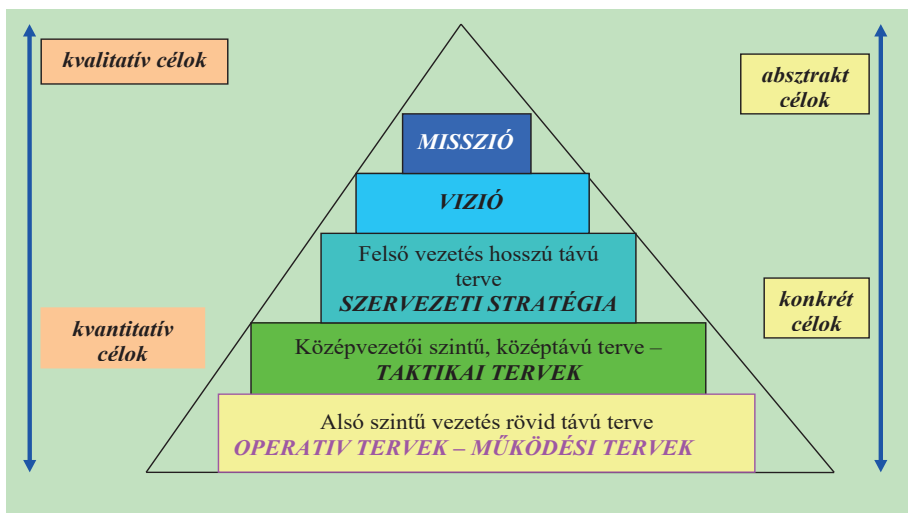 kvalitatív célok
absztrakt
célok
MISSZIÓ
VIZIÓ
Felső vezetés hosszú távú
terve
SZERVEZETI STRATÉGIA
konkrét
célok
kvantitatív
célok
Középvezetői szintű, középtávú terve –
TAKTIKAI TERVEK
Alsó szintű vezetés rövid távú terve
OPERATIV TERVEK – MŰKÖDÉSI TERVEK